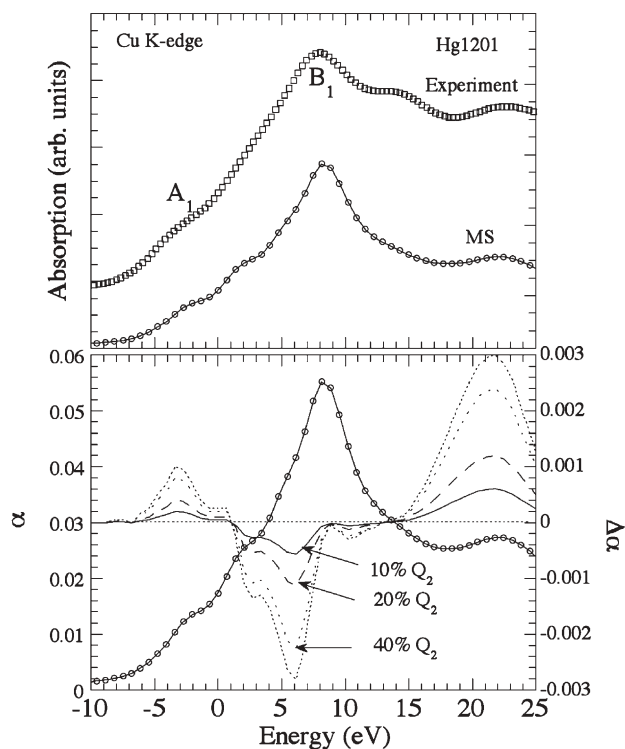 Cu K-edge
Hg1201
B1
Experiment
A1
MS
Absorption (arb. units)
0.06
0.003
0.05
0.002
0.04
0.001
α
0.03
0
Δα
10% Q2
0.02
-0.001
20% Q2
0.01
-0.002
40% Q2
0
-0.003
-10
-5
0
5
10
15
20
25
Energy (eV)